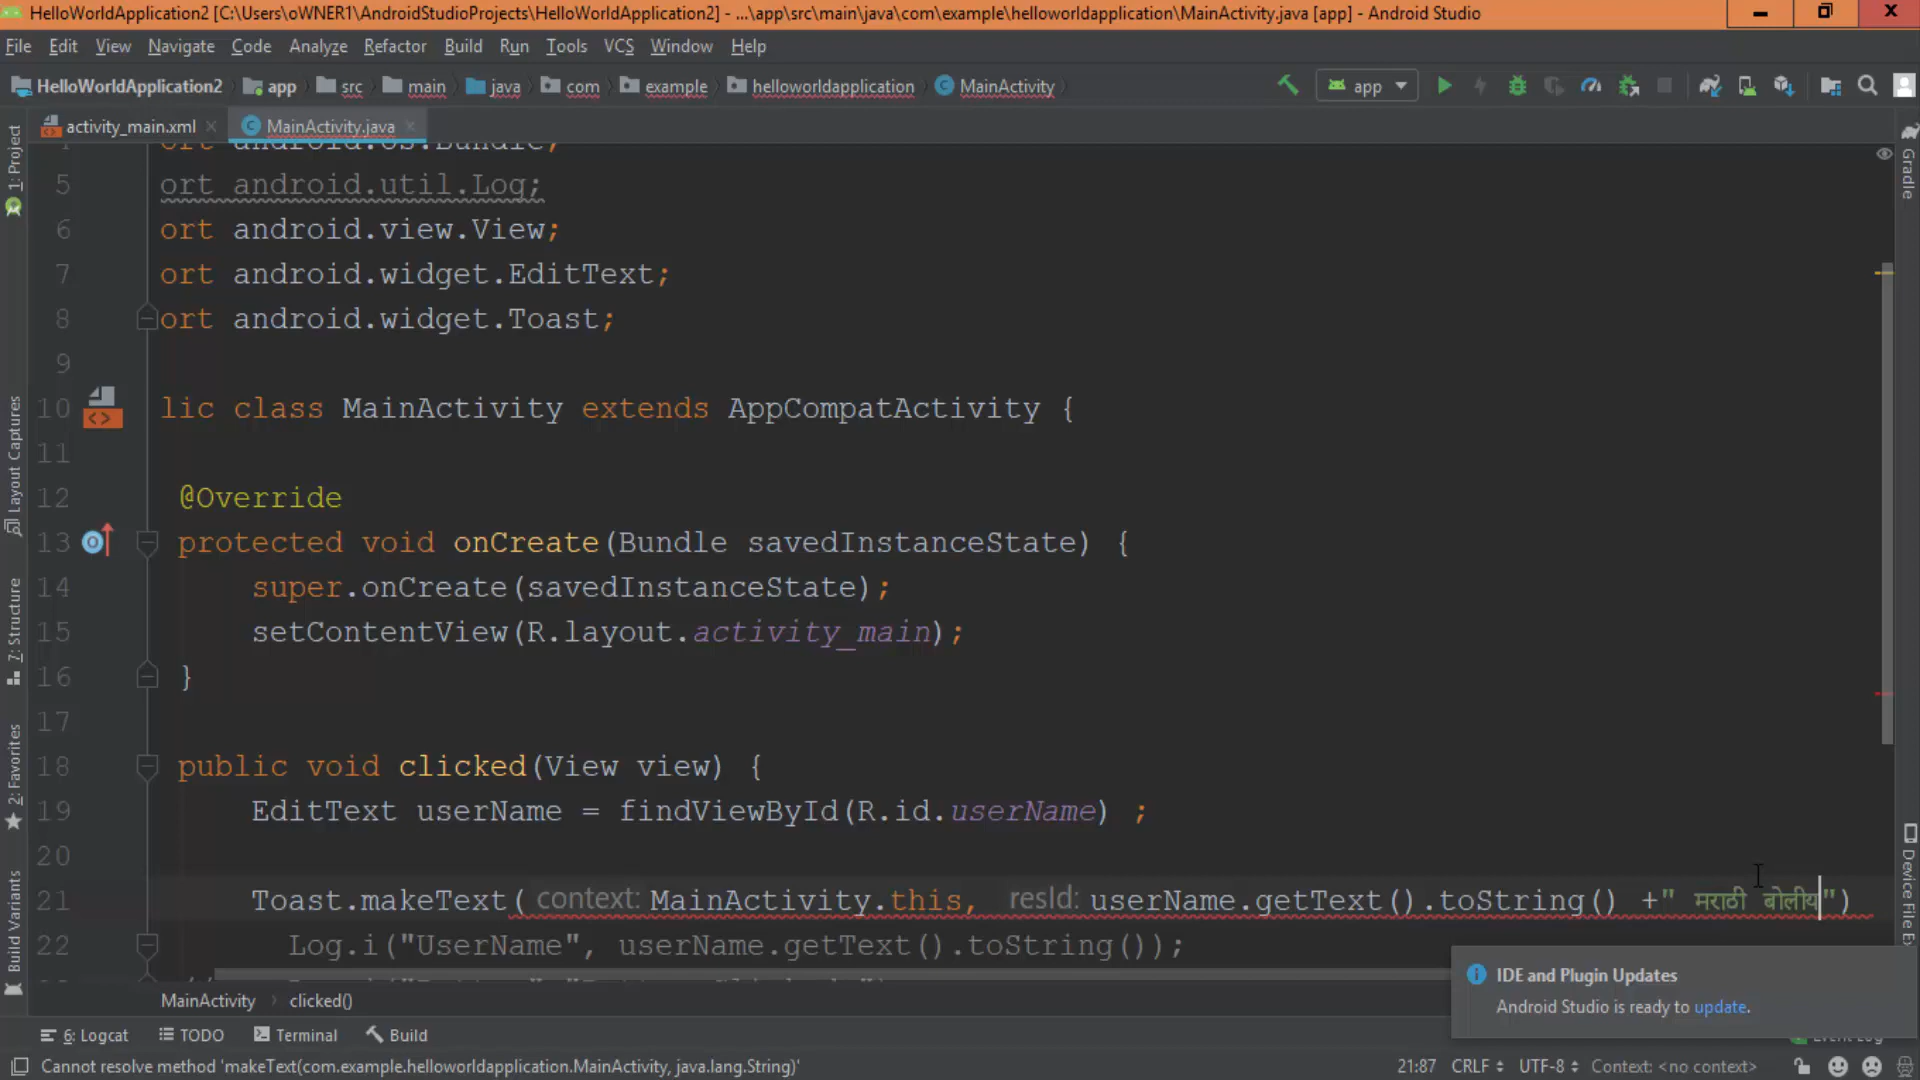 HelloWorldApplication2 [C:\Users\oWNER1\AndroidStudioProjects\HelloWorldApplication2] - ...\app\src\main\java\com\example\helloworldapplication\MainActivity.java [app] - Android Studio
File Edit View Navigate Code Analyze Refactor Build Run Tools VCS Window Help
HelloWorldApplication2 app src main java com example helloworldapplication MainActivity app
activity_main.xml MainActivity.java
ort android.os.Bundle;
5 ort android.util.Log;
6 ort android.view.View;
7 ort android.widget.EditText;
8 ort android.widget.Toast;
9
10 lic class MainActivity extends AppCompatActivity {
11
12 @Override
13 protected void onCreate(Bundle savedInstanceState) {
14 super.onCreate(savedInstanceState);
15 setContentView(R.layout.activity_main);
16 }
17
18 public void clicked(View view) {
19 EditText userName = findViewById(R.id.userName) ;
20
21 Toast.makeText( context: MainActivity.this, resId: userName.getText().toString() +" मराठी बोलीय")
22 Log.i("UserName", userName.getText().toString());
MainActivity clicked()
IDE and Plugin Updates
Android Studio is ready to update.
6: Logcat TODO Terminal Build Event Log
Cannot resolve method 'makeText(com.example.helloworldapplication.MainActivity, java.lang.String)' 21:87 CRLF UTF-8 Context: <no context>
1: Project
Layout Captures
7: Structure
2: Favorites
Build Variants
Gradle
Device File Ex